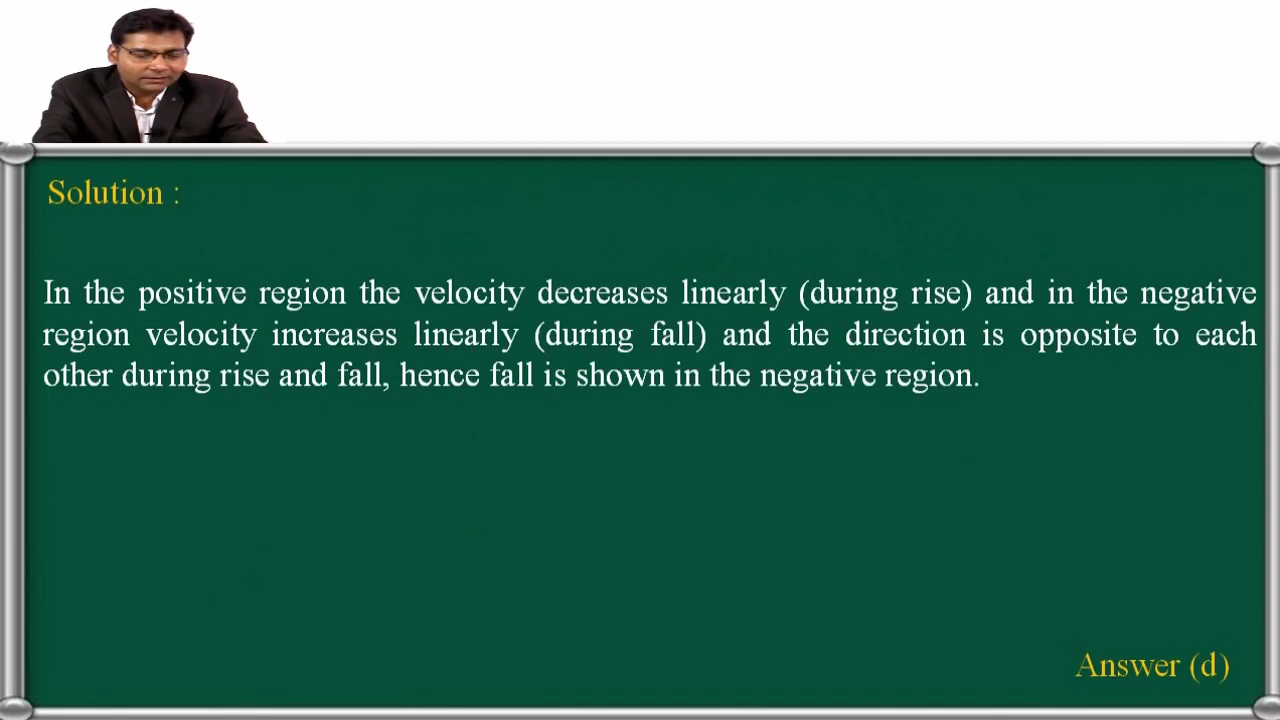 Solution :
In the positive region the velocity decreases linearly (during rise) and in the negative
region velocity increases linearly (during fall) and the direction is opposite to each
other during rise and fall, hence fall is shown in the negative region.
Answer (d)